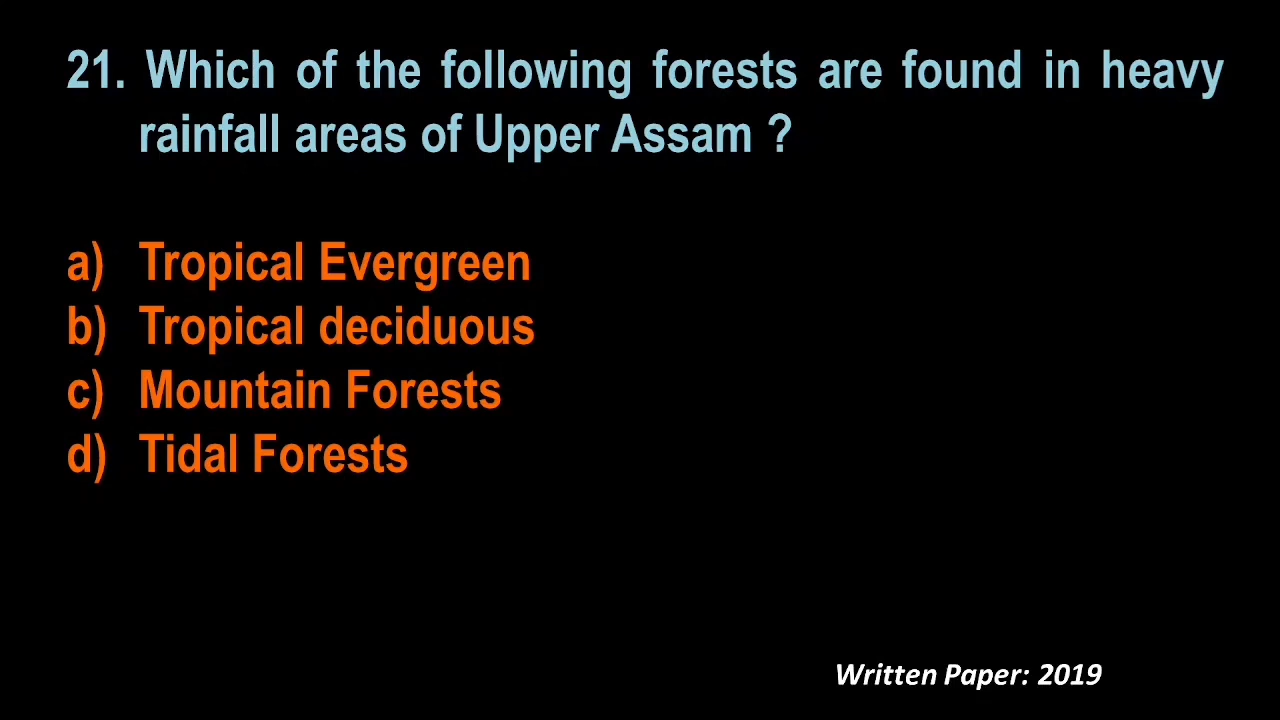 21. Which of the following forests are found in heavy
rainfall areas of Upper Assam ?
a) Tropical Evergreen
b) Tropical deciduous
c) Mountain Forests
d) Tidal Forests
Written Paper: 2019